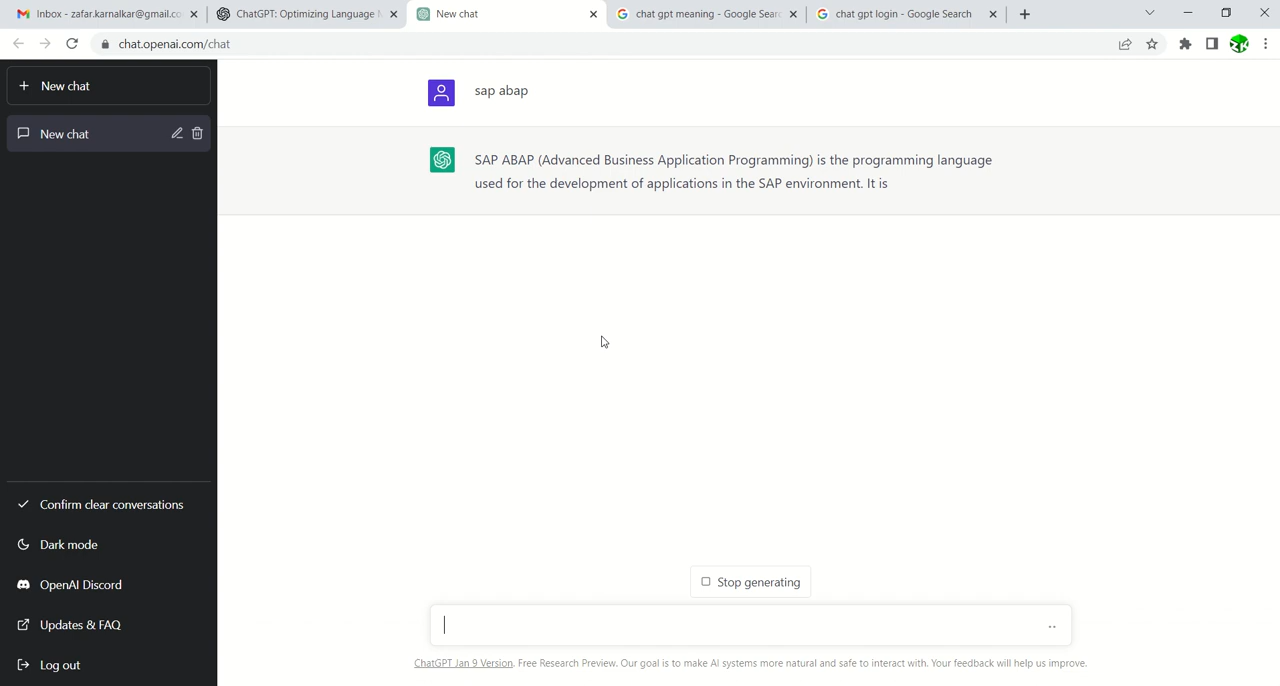 Inbox - zafar.karnalkar@gmail.co
ChatGPT: Optimizing Language
New chat
chat gpt meaning - Google Sear
chat gpt login - Google Search
chat.openai.com/chat
New chat
New chat
sap abap
SAP ABAP (Advanced Business Application Programming) is the programming language
used for the development of applications in the SAP environment. It is
Confirm clear conversations
Dark mode
OpenAI Discord
Updates & FAQ
Log out
Stop generating
ChatGPT Jan 9 Version. Free Research Preview. Our goal is to make AI systems more natural and safe to interact with. Your feedback will help us improve.